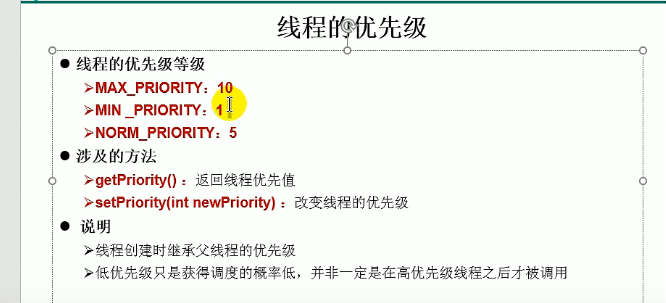 线程的优先级
● 线程的优先级等级
➢MAX_PRIORITY：10
➢MIN _PRIORITY：1
➢NORM_PRIORITY：5
● 涉及的方法
➢getPriority() ：返回线程优先值
➢setPriority(int newPriority) ：改变线程的优先级
● 说明
➢线程创建时继承父线程的优先级
➢低优先级只是获得调度的概率低，并非一定是在高优先级线程之后才被调用